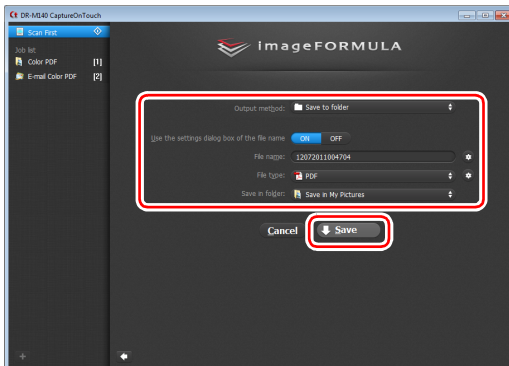 DR-M140 CaptureOnTouch
Scan First
Job list
Color PDF [1]
E-mail Color PDF [2]
imageFORMULA
Output method: Save to folder
Use the settings dialog box of the file name ON OFF
File name: 12072011004704
File type: PDF
Save in folder: Save in My Pictures
Cancel Save